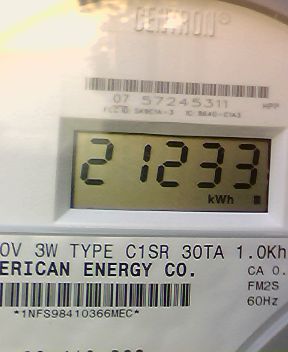 CENTRON®
07 57245311
HPP
21233
kWh
0V 3W TYPE C1SR 30TA 1.0Kh
ERICAN ENERGY CO.
CA 0.
FM2S
60Hz
*1NFS98410366MEC*